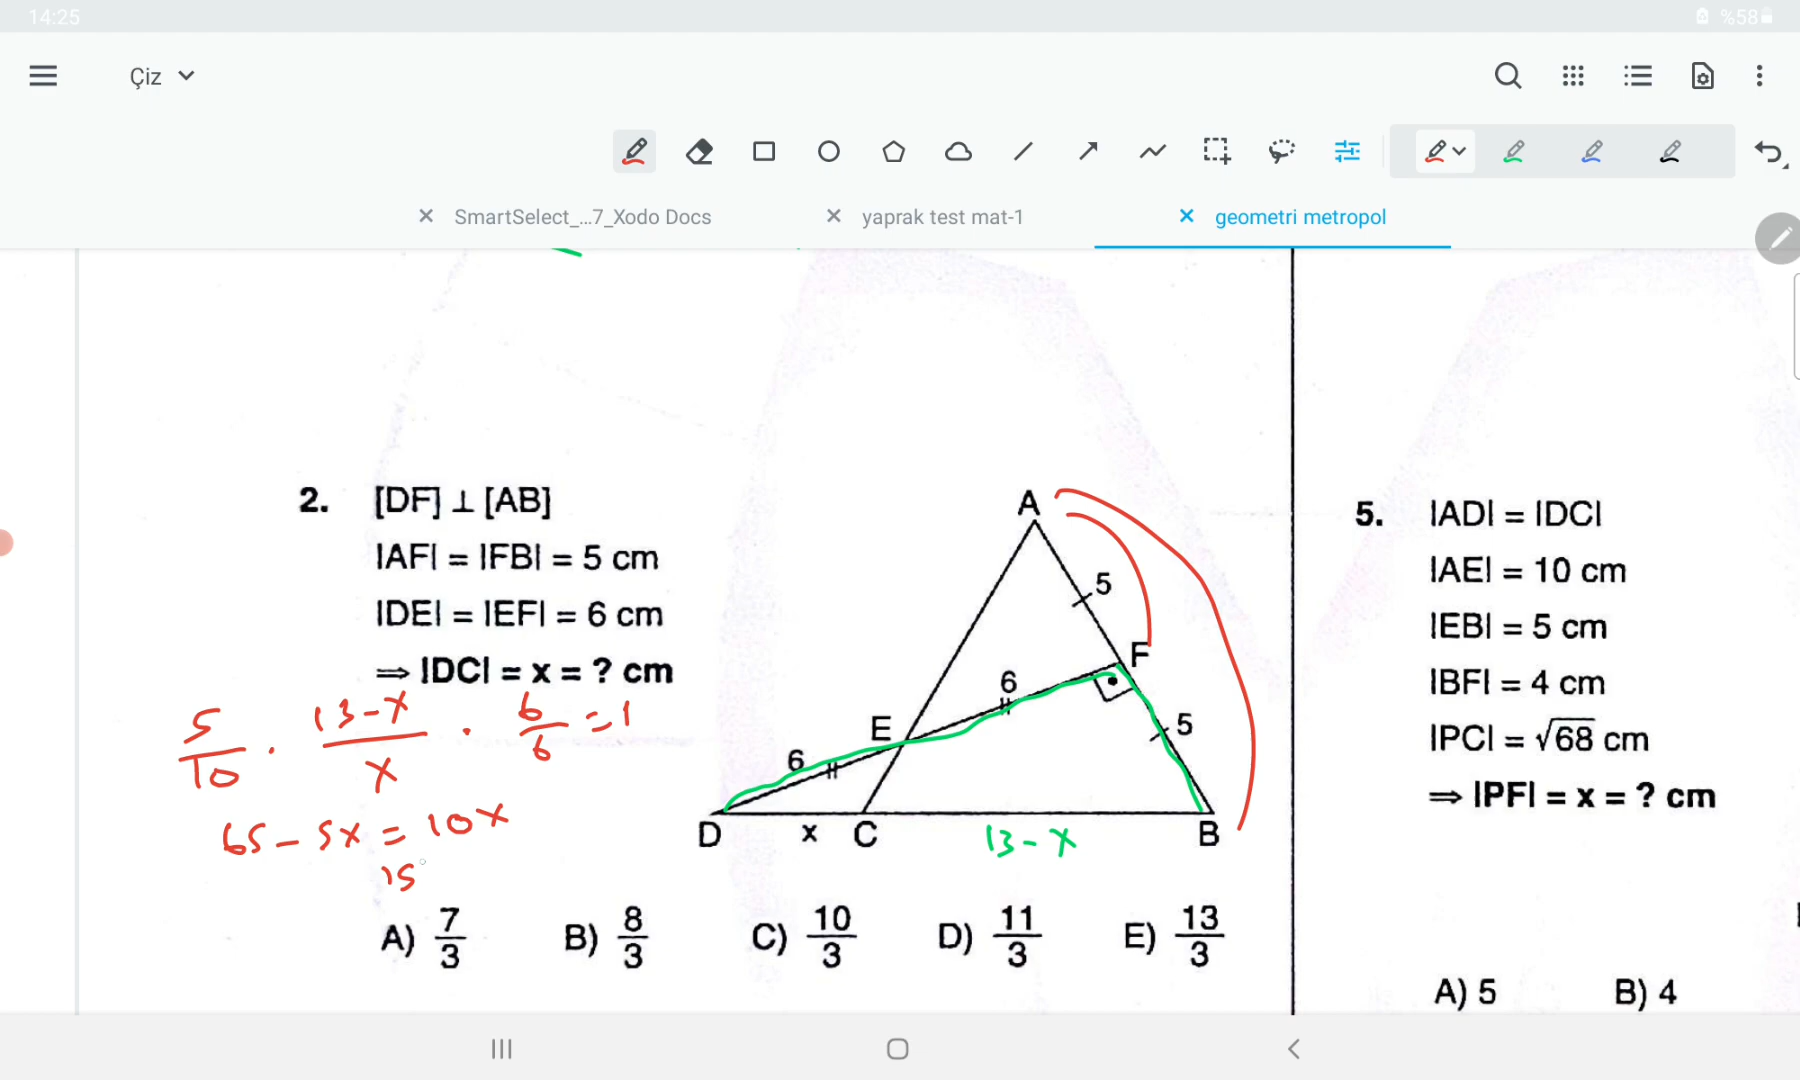 14:25
%58
Çiz
SmartSelect_...7_Xodo Docs
yaprak test mat-1
geometri metropol
2. [DF] ⊥ [AB]
|AF| = |FB| = 5 cm
|DE| = |EF| = 6 cm
⇒ |DC| = x = ? cm
5/10 · 13-x/x · 6/6 = 1
65 - 5x = 10x
15
A
5
F
6
E
5
6
D x C 13-x B
A) 7/3 B) 8/3 C) 10/3 D) 11/3 E) 13/3
5. |AD| = |DC|
|AE| = 10 cm
|EB| = 5 cm
|BF| = 4 cm
|PC| = √68 cm
⇒ |PF| = x = ? cm
A) 5 B) 4